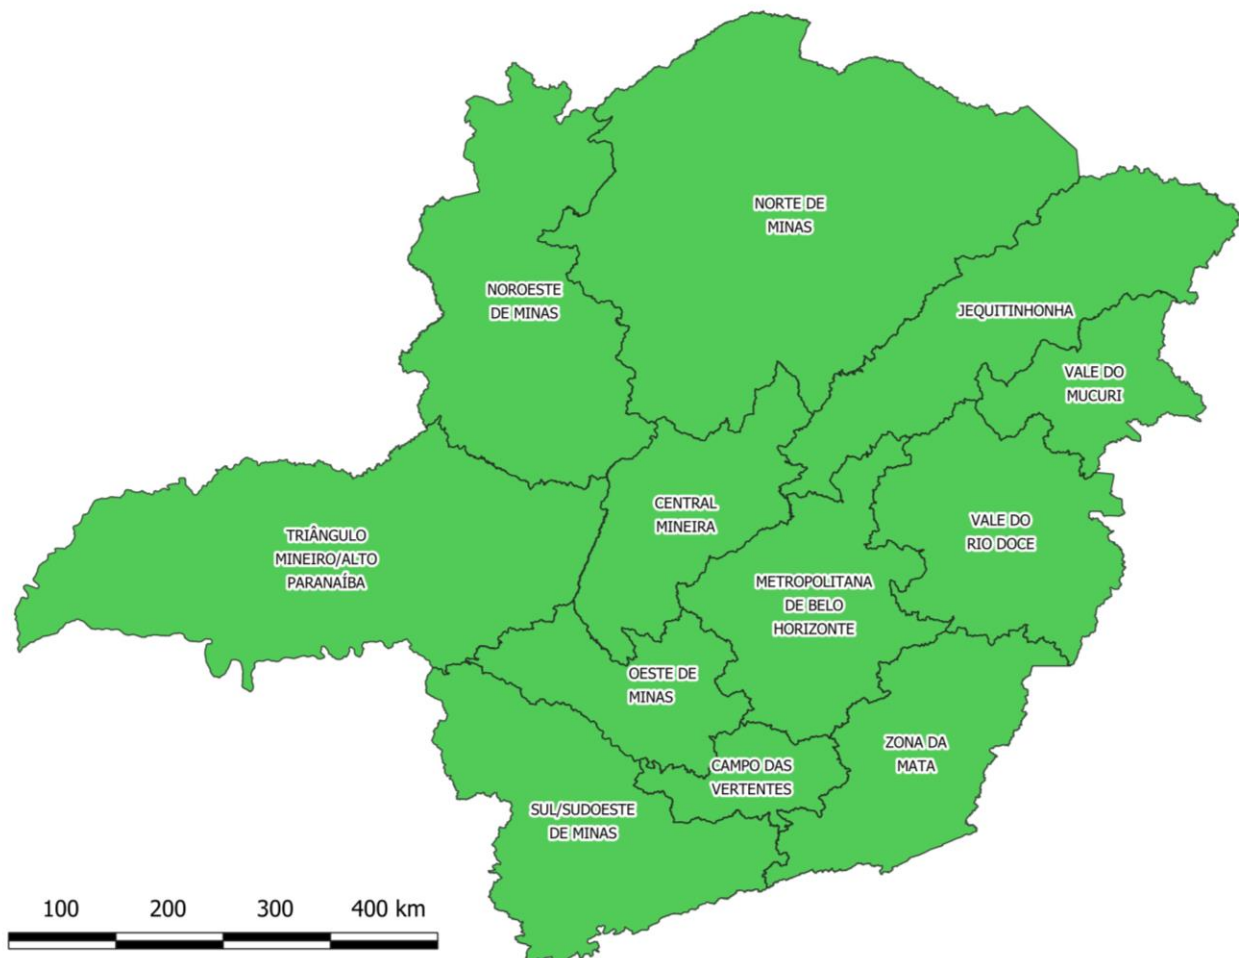 NORTE DE
MINAS
NOROESTE
DE MINAS
JEQUITINHONHA
VALE DO
MUCURI
CENTRAL
MINEIRA
VALE DO
RIO DOCE
TRIÂNGULO
MINEIRO/ALTO
PARANAÍBA
METROPOLITANA
DE BELO
HORIZONTE
OESTE DE
MINAS
ZONA DA
MATA
CAMPO DAS
VERTENTES
SUL/SUDOESTE
DE MINAS
100 200 300 400 km